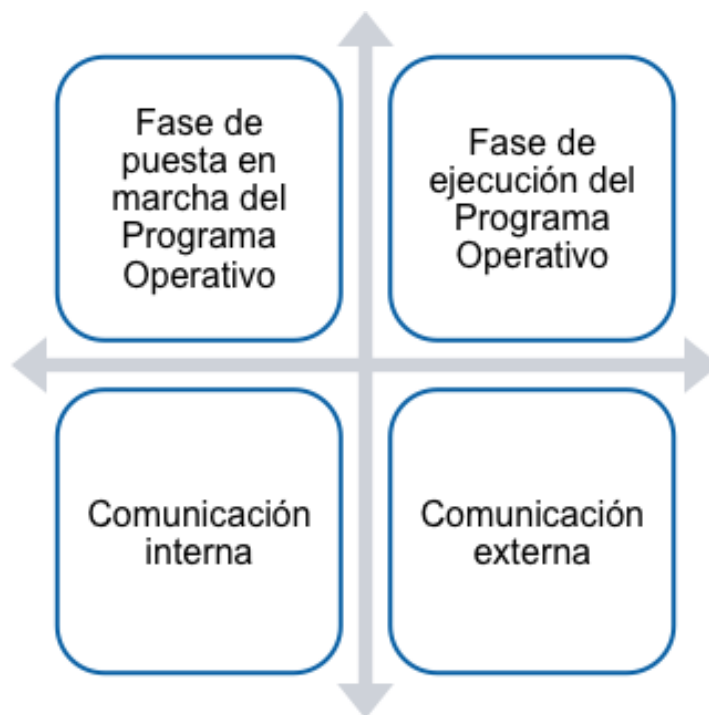 Fase de
puesta en
marcha del
Programa
Operativo
Fase de
ejecución del
Programa
Operativo
Comunicación
interna
Comunicación
externa